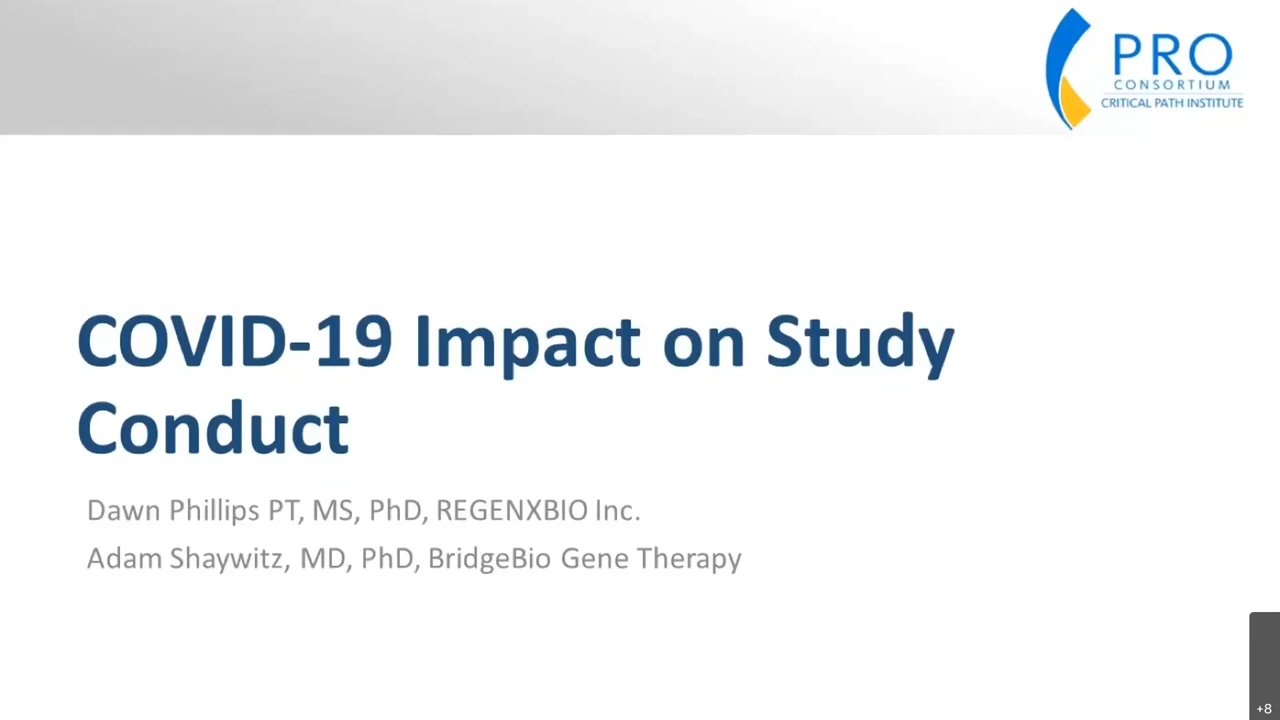 PRO
CONSORTIUM
CRITICAL PATH INSTITUTE
COVID-19 Impact on Study
Conduct
Dawn Phillips PT, MS, PhD, REGENXBIO Inc.
Adam Shaywitz, MD, PhD, BridgeBio Gene Therapy
+8